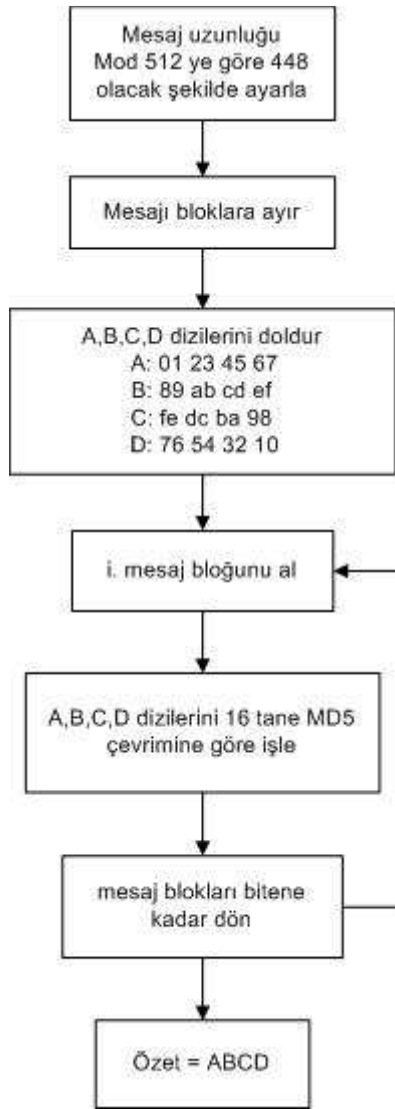 Mesaj uzunluğu
Mod 512 ye göre 448
olacak şekilde ayarla
Mesajı bloklara ayır
A,B,C,D dizilerini doldur
A: 01 23 45 67
B: 89 ab cd ef
C: fe dc ba 98
D: 76 54 32 10
i. mesaj bloğunu al
A,B,C,D dizilerini 16 tane MD5
çevrimine göre işle
mesaj blokları bitene
kadar dön
Özet = ABCD